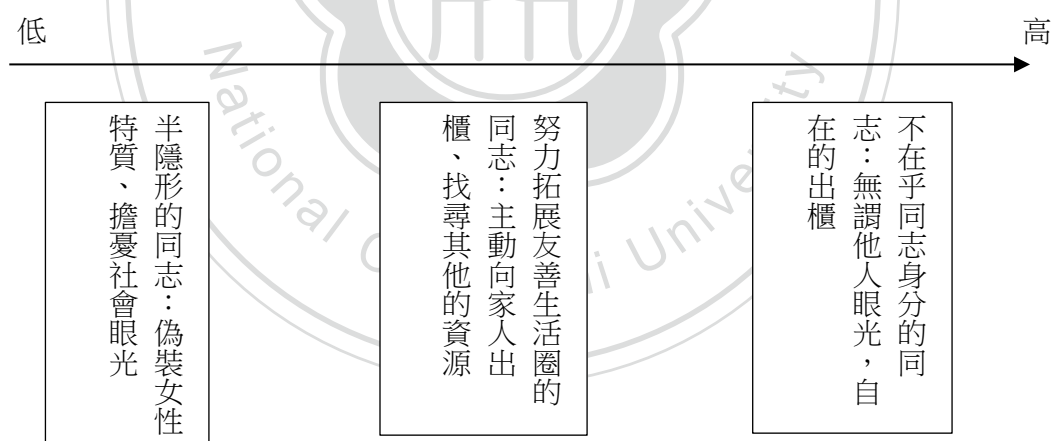 低
高
半隱形的同志：偽裝女性
特質、擔憂社會眼光
努力拓展友善生活圈的
同志：主動向家人出
櫃、找尋其他的資源
不在乎同志身分的同
志：無謂他人眼光，自
在的出櫃
National
University